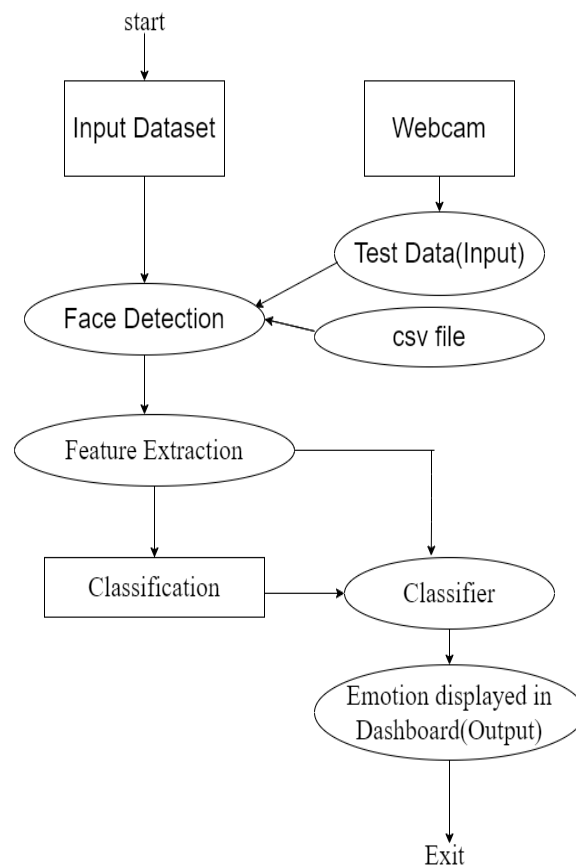 start
Input Dataset
Webcam
Test Data(Input)
Face Detection
csv file
Feature Extraction
Classification
Classifier
Emotion displayed in
Dashboard(Output)
Exit